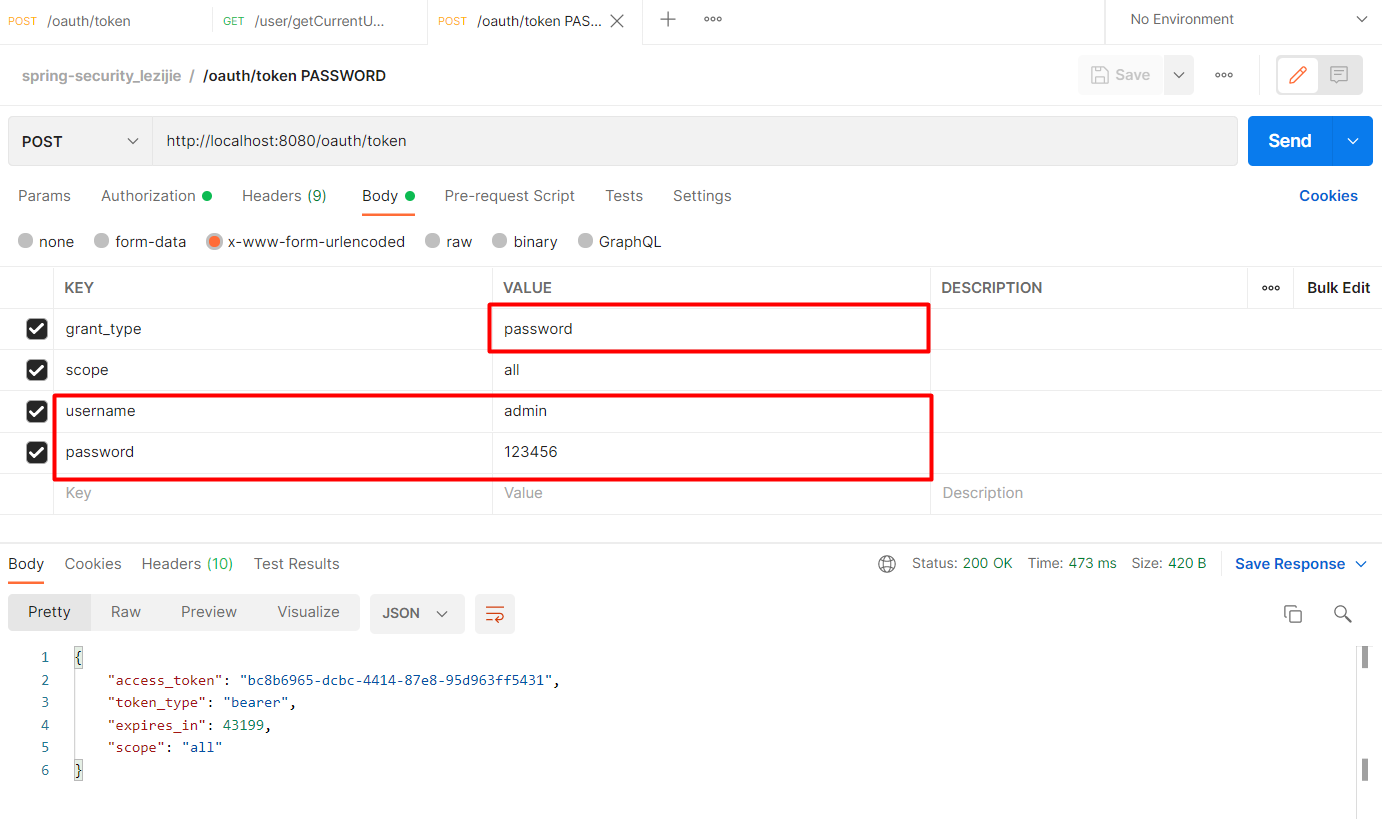 POST /oauth/token GET /user/getCurrentU... POST /oauth/token PAS... No Environment
spring-security_lezijie / /oauth/token PASSWORD Save
POST http://localhost:8080/oauth/token Send
Params Authorization Headers (9) Body Pre-request Script Tests Settings Cookies
none form-data x-www-form-urlencoded raw binary GraphQL
KEY VALUE DESCRIPTION Bulk Edit
grant_type password
scope all
username admin
password 123456
Key Value Description
Body Cookies Headers (10) Test Results Status: 200 OK Time: 473 ms Size: 420 B Save Response
Pretty Raw Preview Visualize JSON
1 {
2 "access_token": "bc8b6965-dcbc-4414-87e8-95d963ff5431",
3 "token_type": "bearer",
4 "expires_in": 43199,
5 "scope": "all"
6 }